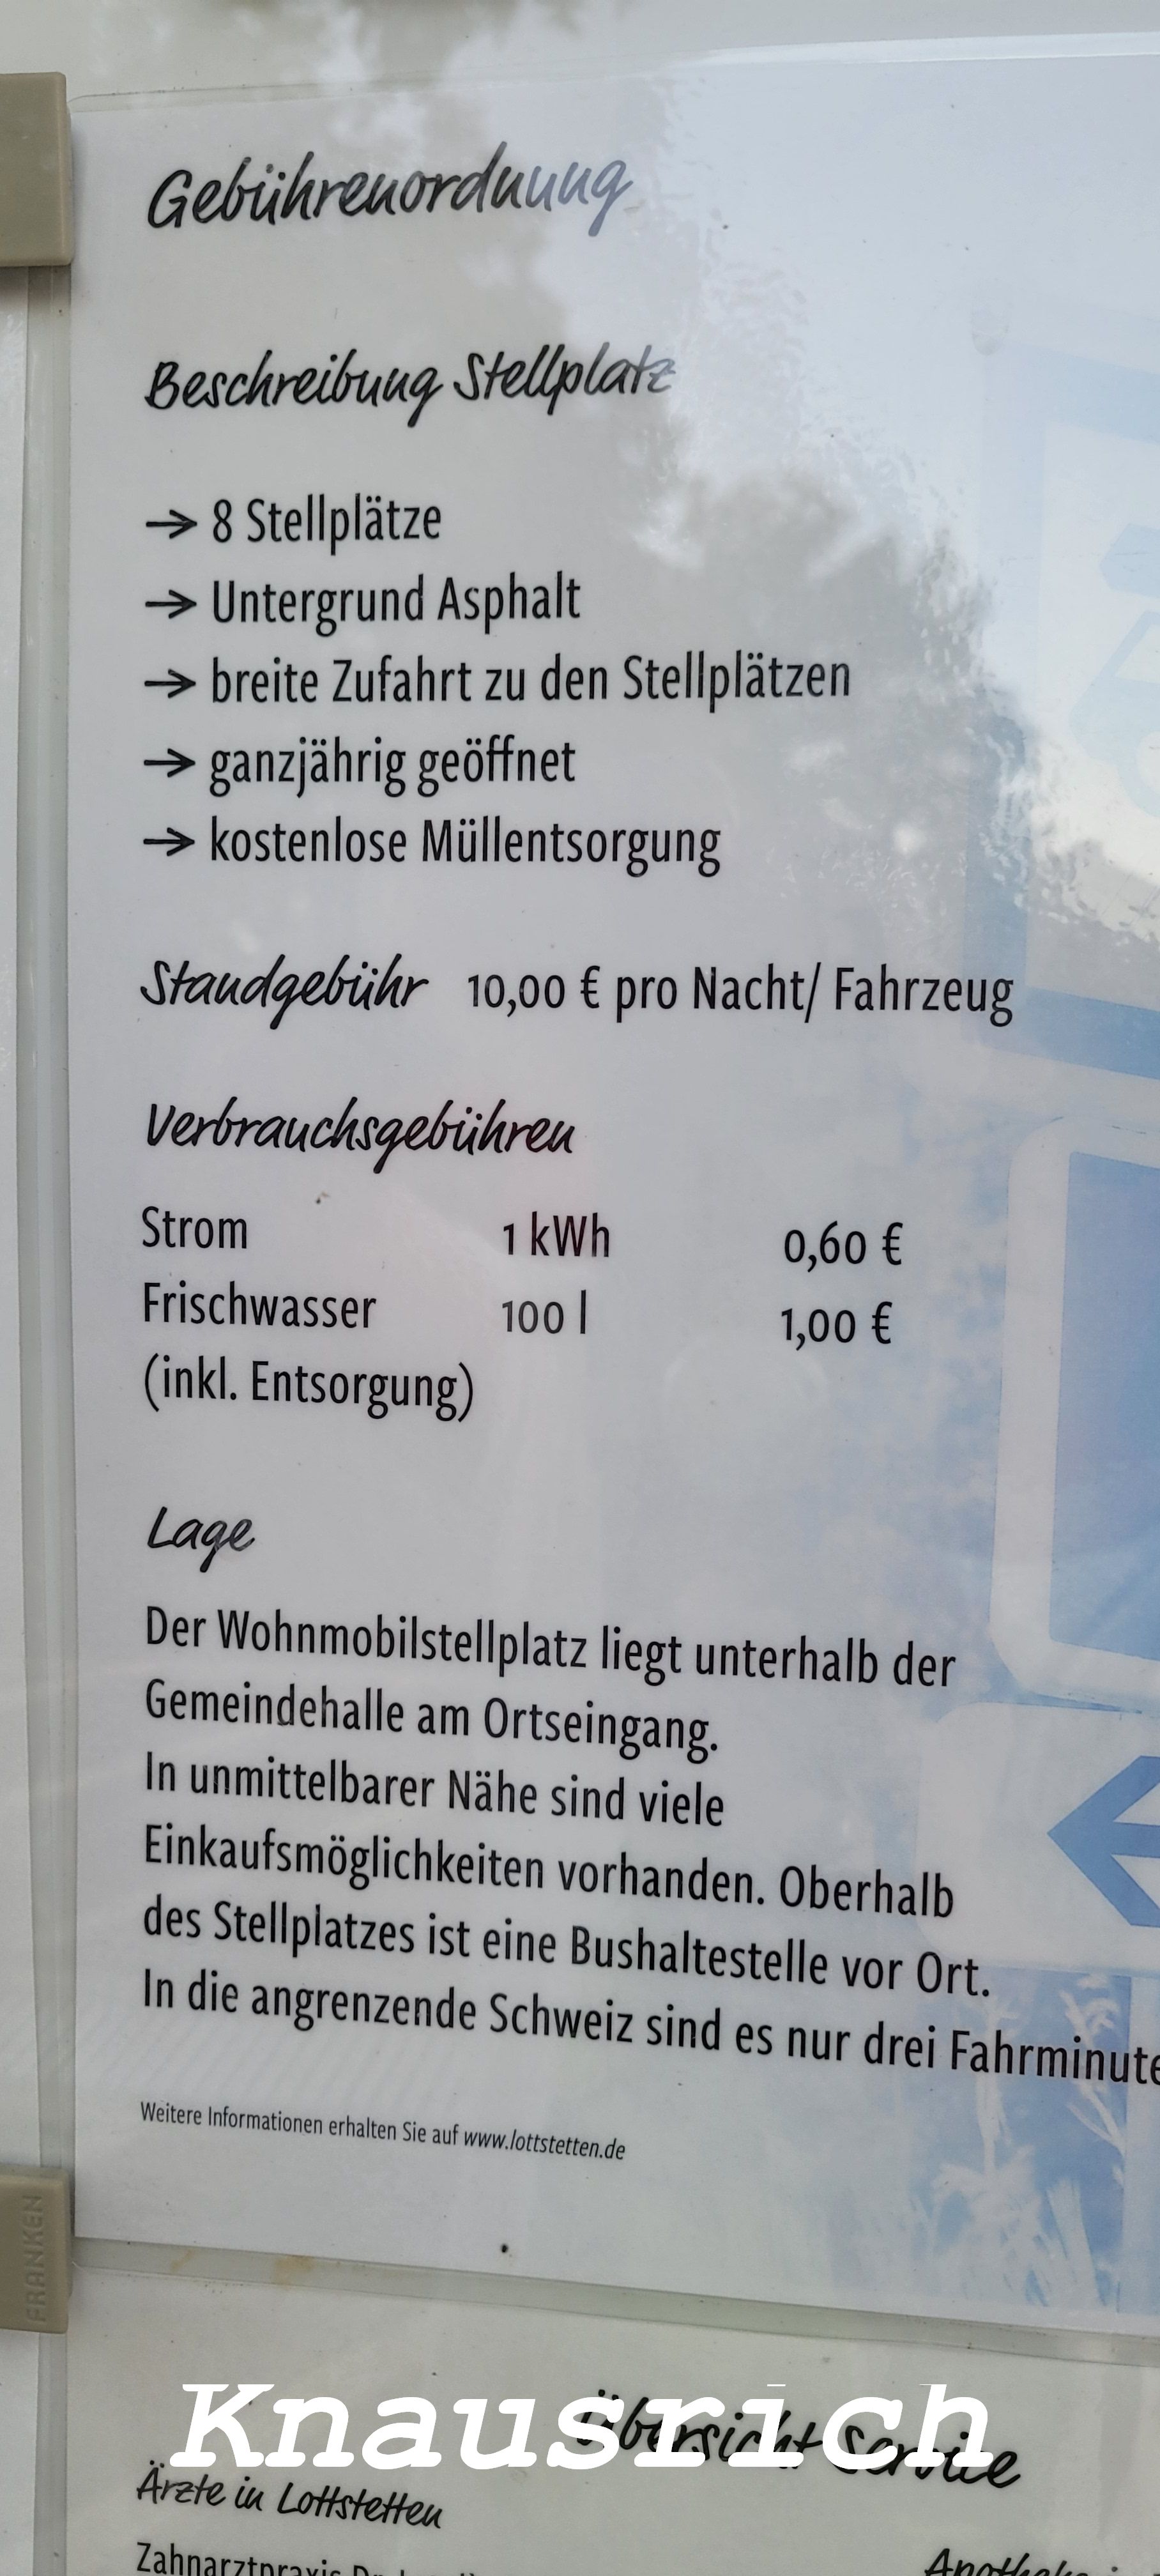 Gebührenordnung
Beschreibung Stellplatz
→ 8 Stellplätze
→ Untergrund Asphalt
→ breite Zufahrt zu den Stellplätzen
→ ganzjährig geöffnet
→ kostenlose Müllentsorgung
Standgebühr 10,00 € pro Nacht/ Fahrzeug
Verbrauchsgebühren
Strom 1 kWh 0,60 €
Frischwasser 100 l 1,00 €
(inkl. Entsorgung)
Lage
Der Wohnmobilstellplatz liegt unterhalb der
Gemeindehalle am Ortseingang.
In unmittelbarer Nähe sind viele
Einkaufsmöglichkeiten vorhanden. Oberhalb
des Stellplatzes ist eine Bushaltestelle vor Ort.
In die angrenzende Schweiz sind es nur drei Fahrminute
Weitere Informationen erhalten Sie auf www.lottstetten.de
FRANKEN
Knausrich
Übersicht Service
Ärzte in Lottstetten
Zahnarztpraxis